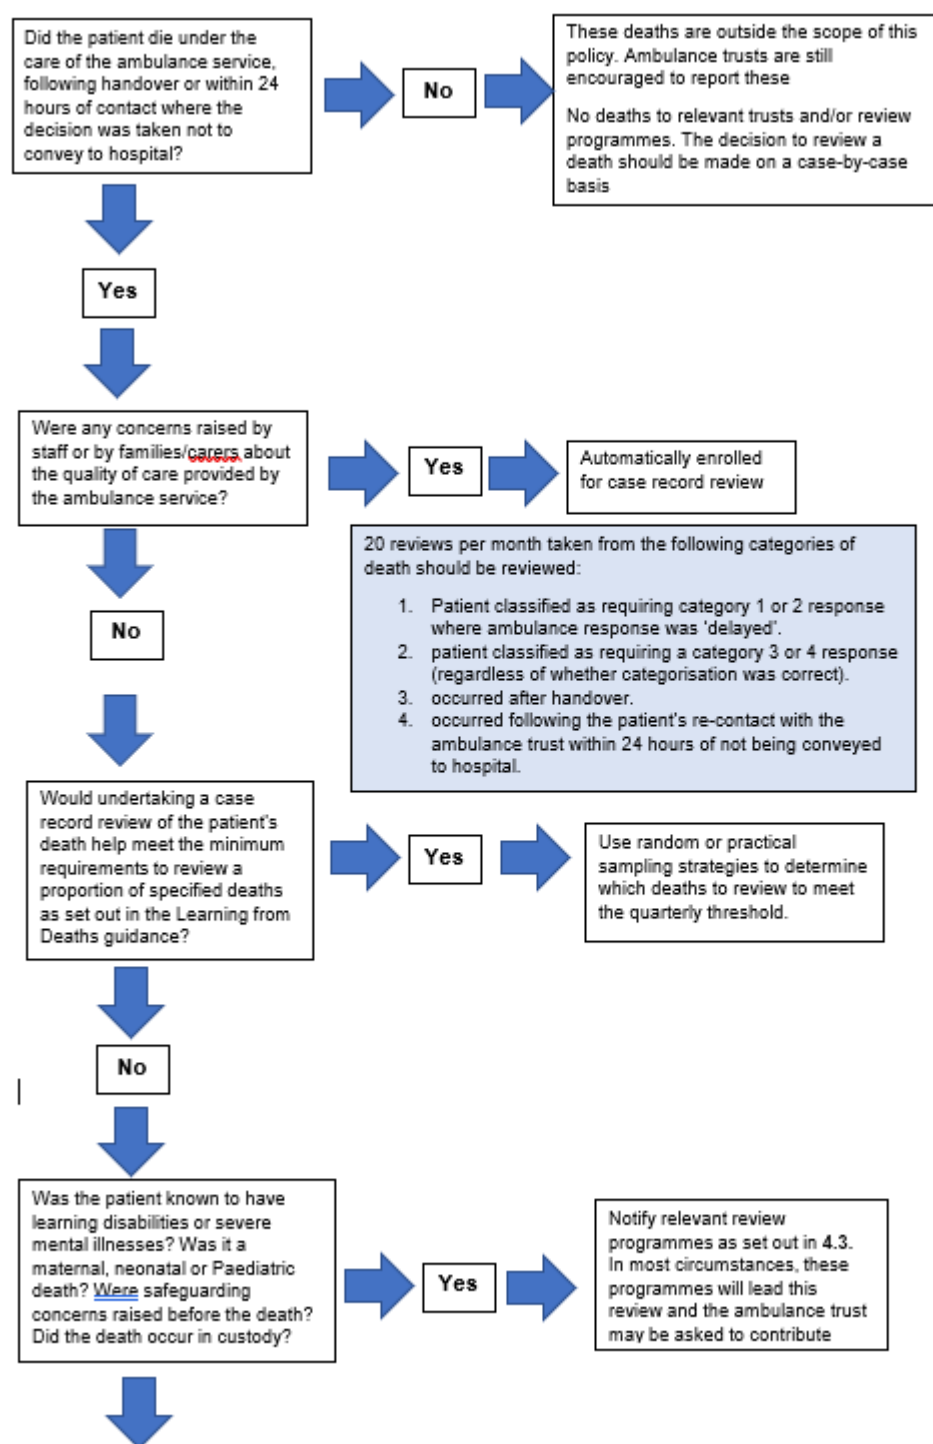 Did the patient die under the
care of the ambulance service,
following handover or within 24
hours of contact where the
decision was taken not to
convey to hospital?
No
These deaths are outside the scope of this
policy. Ambulance trusts are still
encouraged to report these
No deaths to relevant trusts and/or review
programmes. The decision to review a
death should be made on a case-by-case
basis
Yes
Were any concerns raised by
staff or by families/carers about
the quality of care provided by
the ambulance service?
Yes
Automatically enrolled
for case record review
No
20 reviews per month taken from the following categories of
death should be reviewed:
1. Patient classified as requiring category 1 or 2 response
where ambulance response was 'delayed'.
2. patient classified as requiring a category 3 or 4 response
(regardless of whether categorisation was correct).
3. occurred after handover.
4. occurred following the patient's re-contact with the
ambulance trust within 24 hours of not being conveyed
to hospital.
Would undertaking a case
record review of the patient's
death help meet the minimum
requirements to review a
proportion of specified deaths
as set out in the Learning from
Deaths guidance?
Yes
Use random or practical
sampling strategies to determine
which deaths to review to meet
the quarterly threshold.
No
Was the patient known to have
learning disabilities or severe
mental illnesses? Was it a
maternal, neonatal or Paediatric
death? Were safeguarding
concerns raised before the death?
Did the death occur in custody?
Yes
Notify relevant review
programmes as set out in 4.3.
In most circumstances, these
programmes will lead this
review and the ambulance trust
may be asked to contribute